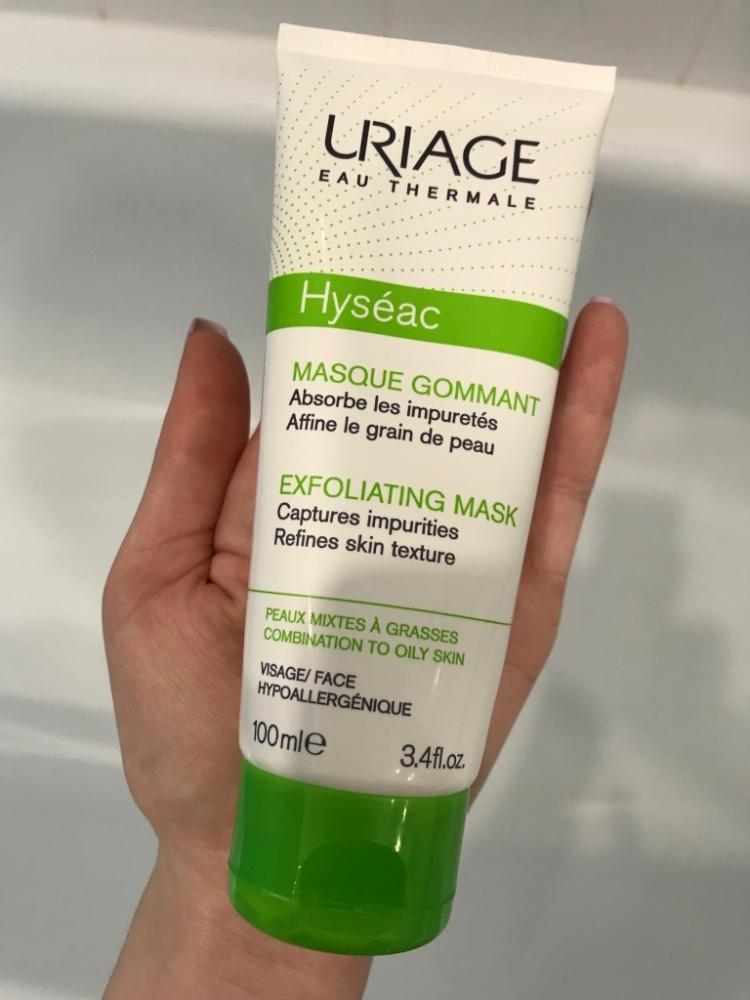 URIAGE
EAU THERMALE
Hyséac
MASQUE GOMMANT
Absorbe les impuretés
Affine le grain de peau
EXFOLIATING MASK
Captures impurities
Refines skin texture
PEAUX MIXTES À GRASSES
COMBINATION TO OILY SKIN
VISAGE/ FACE
HYPOALLERGÉNIQUE
100ml℮ 3.4fl.oz.